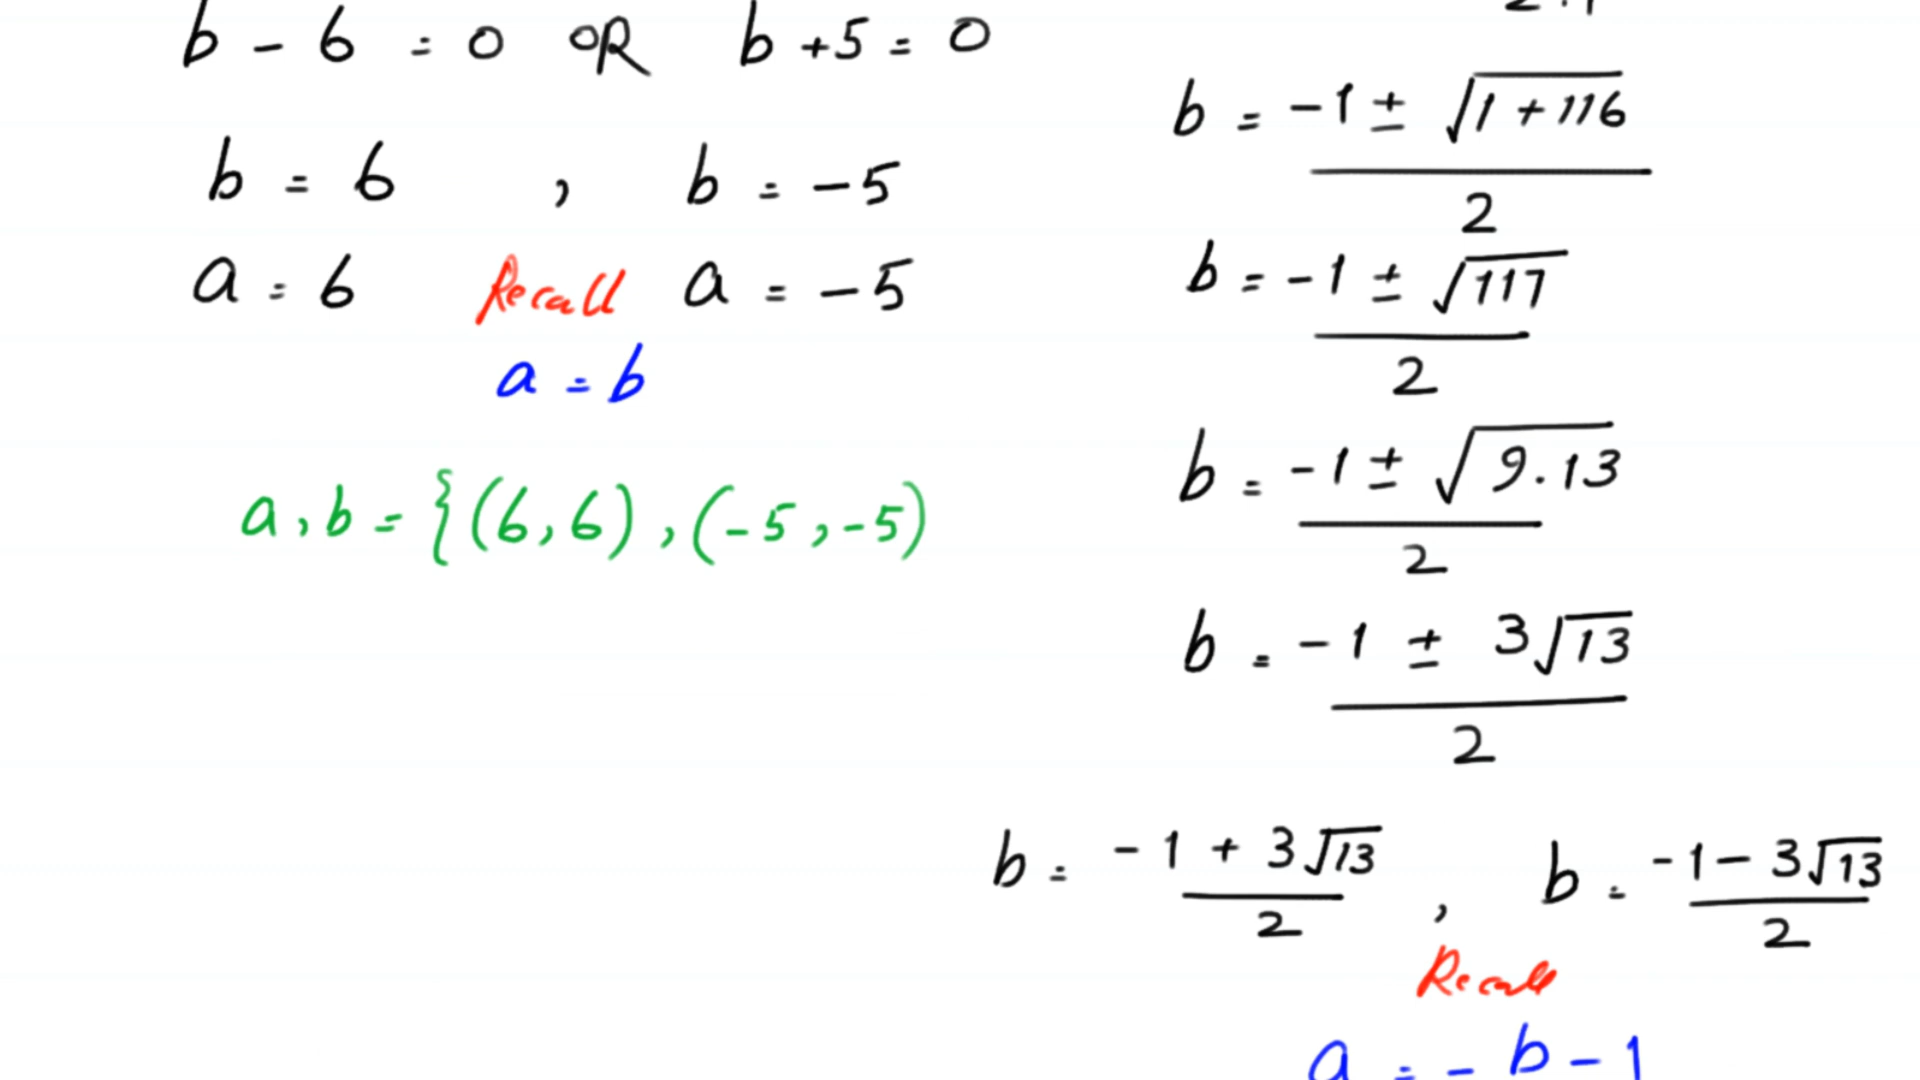 b - 6 = 0 OR b + 5 = 0
b = 6 , b = -5
a = 6 Recall a = -5
a = b
a, b = {(6, 6), (-5, -5)
b = -1 ± √1 + 116
2
b = -1 ± √117
2
b = -1 ± √9.13
2
b = -1 ± 3√13
2
b = -1 + 3√13 , b = -1 - 3√13
2 2
Recall
a = -b - 1